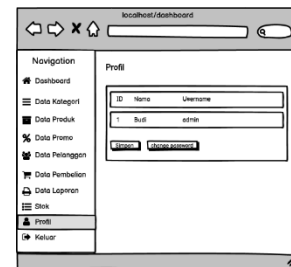 localhost/dashboard
Navigation
Dashboard
Data Kategori
Data Produk
Data Promo
Data Pelanggan
Data Pembelian
Data Laporan
Stok
Profil
Keluar
Profil
ID Nama Username
1 Budi admin
Simpan change password